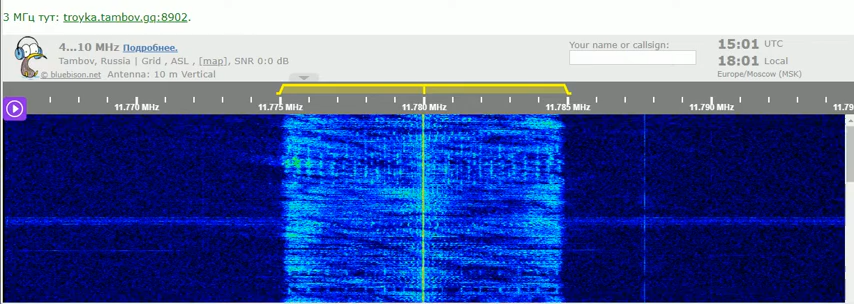 3 МГц тут: troyka.tambov.gq:8902.
4...10 MHz Подробнее.
Tambov, Russia | Grid , ASL , [map], SNR 0:0 dB
© bluebison.net Антенна: 10 m Vertical
Your name or callsign:
15:01 UTC
18:01 Local
Europe/Moscow (MSK)
11.770 MHz 11.775 MHz 11.780 MHz 11.785 MHz 11.790 MHz 11.79